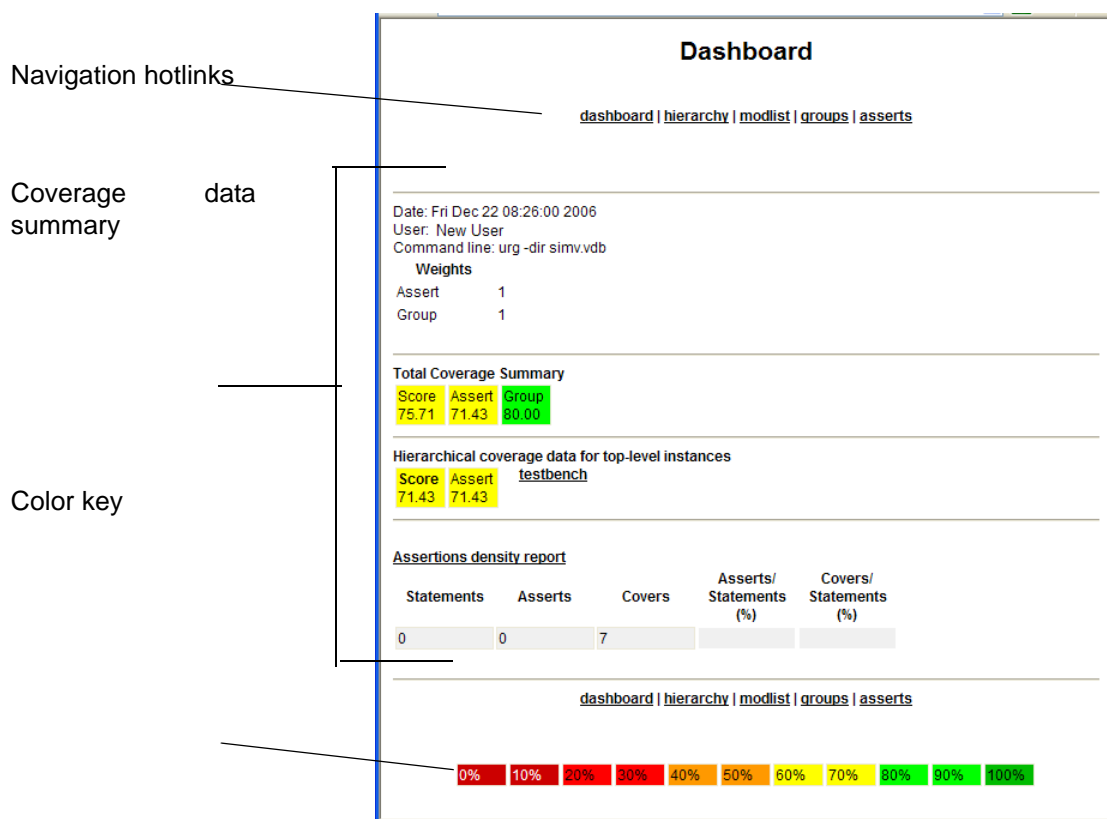 Dashboard
Navigation hotlinks
dashboard | hierarchy | modlist | groups | asserts
Coverage data
summary
Date: Fri Dec 22 08:26:00 2006
User: New User
Command line: urg -dir simv.vdb
Weights
Assert 1
Group 1
Total Coverage Summary
Score Assert Group
75.71 71.43 80.00
Hierarchical coverage data for top-level instances
Score Assert testbench
71.43 71.43
Color key
Assertions density report
Statements Asserts Covers Asserts/ Statements (%) Covers/ Statements (%)
0 0 7
dashboard | hierarchy | modlist | groups | asserts
0% 10% 20% 30% 40% 50% 60% 70% 80% 90% 100%